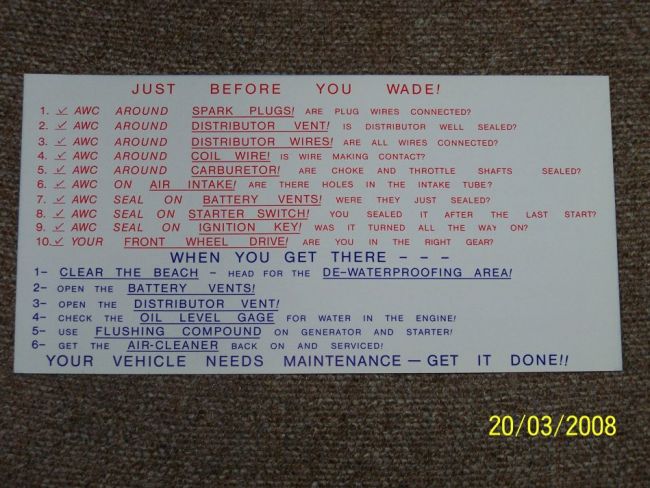 JUST BEFORE YOU WADE!
1. ✓ AWC AROUND SPARK PLUGS! ARE PLUG WIRES CONNECTED?
2. ✓ AWC AROUND DISTRIBUTOR VENT! IS DISTRIBUTOR WELL SEALED?
3. ✓ AWC AROUND DISTRIBUTOR WIRES! ARE ALL WIRES CONNECTED?
4. ✓ AWC AROUND COIL WIRE! IS WIRE MAKING CONTACT?
5. ✓ AWC AROUND CARBURETOR! ARE CHOKE AND THROTTLE SHAFTS SEALED?
6. ✓ AWC ON AIR INTAKE! ARE THERE HOLES IN THE INTAKE TUBE?
7. ✓ AWC SEAL ON BATTERY VENTS! WERE THEY JUST SEALED?
8. ✓ AWC SEAL ON STARTER SWITCH! YOU SEALED IT AFTER THE LAST START?
9. ✓ AWC SEAL ON IGNITION KEY! WAS IT TURNED ALL THE WAY ON?
10. ✓ YOUR FRONT WHEEL DRIVE! ARE YOU IN THE RIGHT GEAR?
WHEN YOU GET THERE - - -
1- CLEAR THE BEACH - HEAD FOR THE DE-WATERPROOFING AREA!
2- OPEN THE BATTERY VENTS!
3- OPEN THE DISTRIBUTOR VENT!
4- CHECK THE OIL LEVEL GAGE FOR WATER IN THE ENGINE!
5- USE FLUSHING COMPOUND ON GENERATOR AND STARTER!
6- GET THE AIR-CLEANER BACK ON AND SERVICED!
YOUR VEHICLE NEEDS MAINTENANCE — GET IT DONE!!
20/03/2008